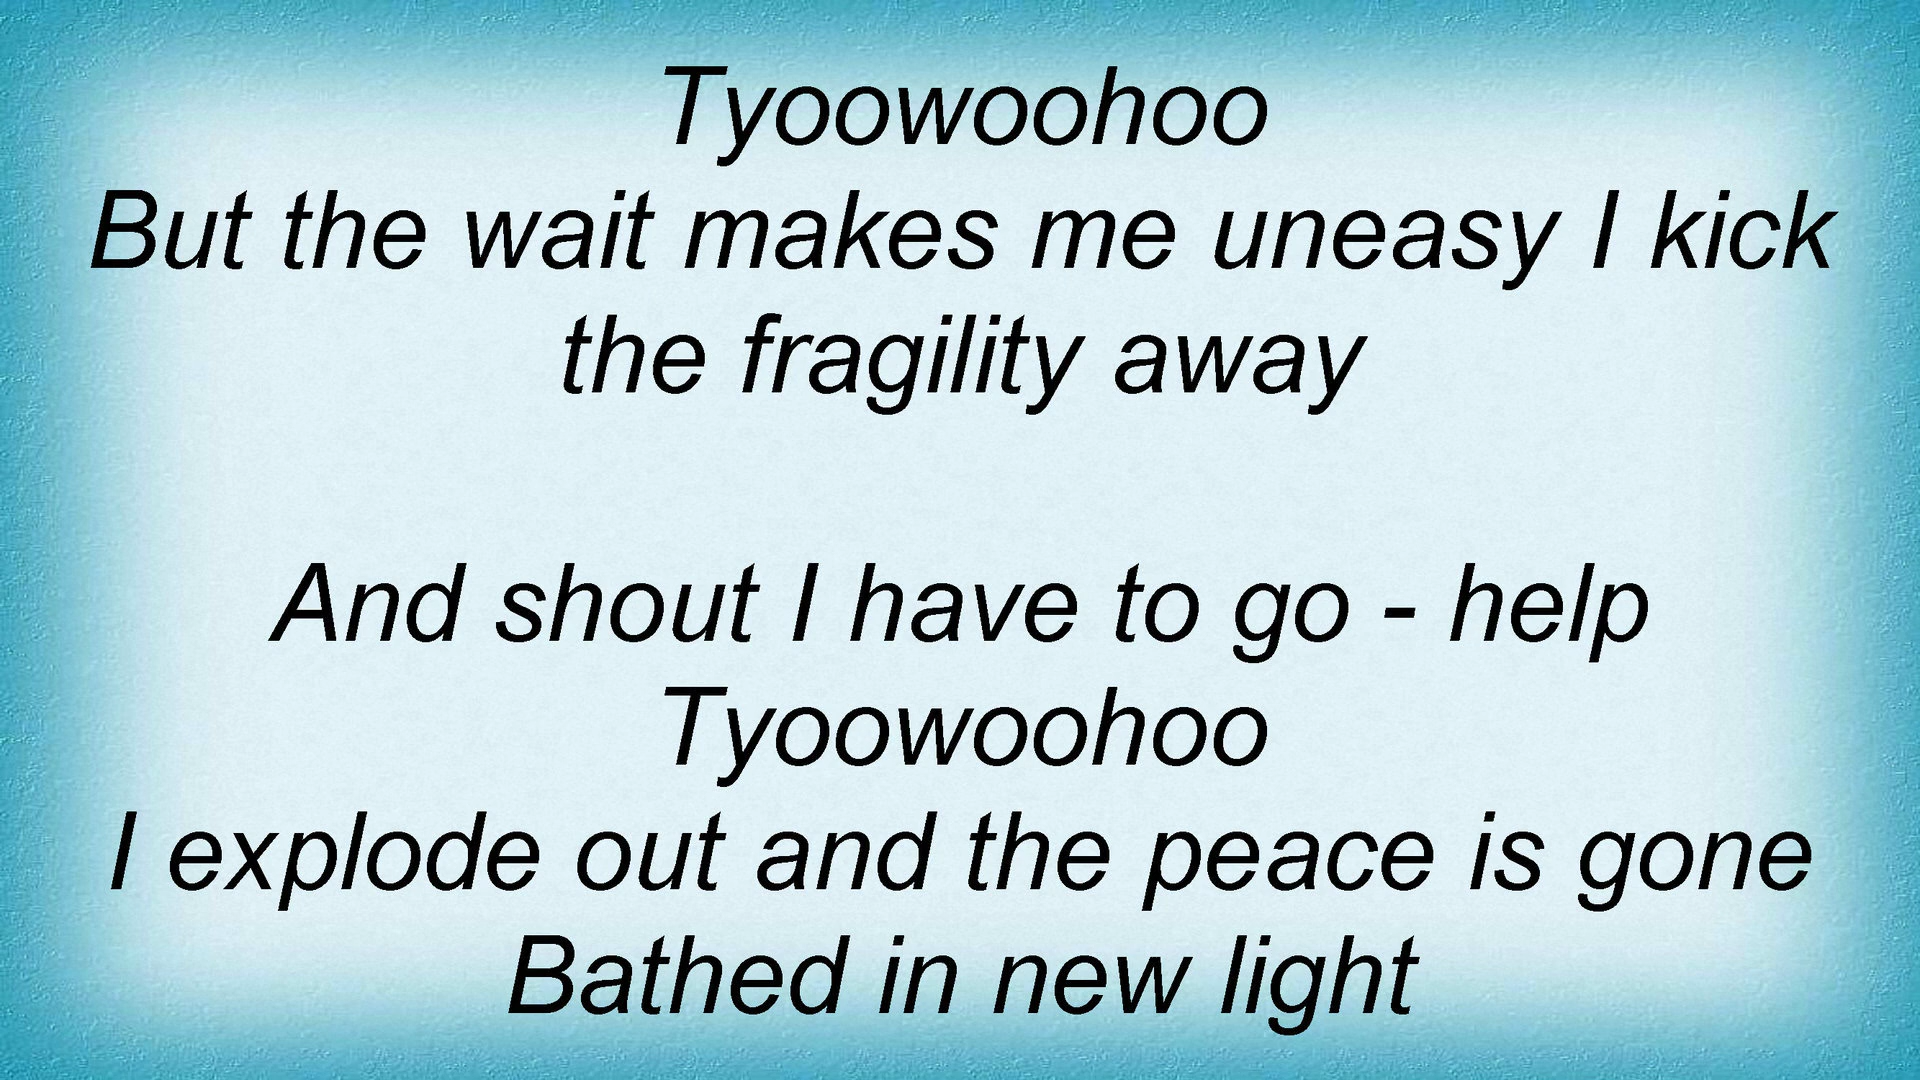 Tyoowoohoo
But the wait makes me uneasy I kick
the fragility away
And shout I have to go - help
Tyoowoohoo
I explode out and the peace is gone
Bathed in new light